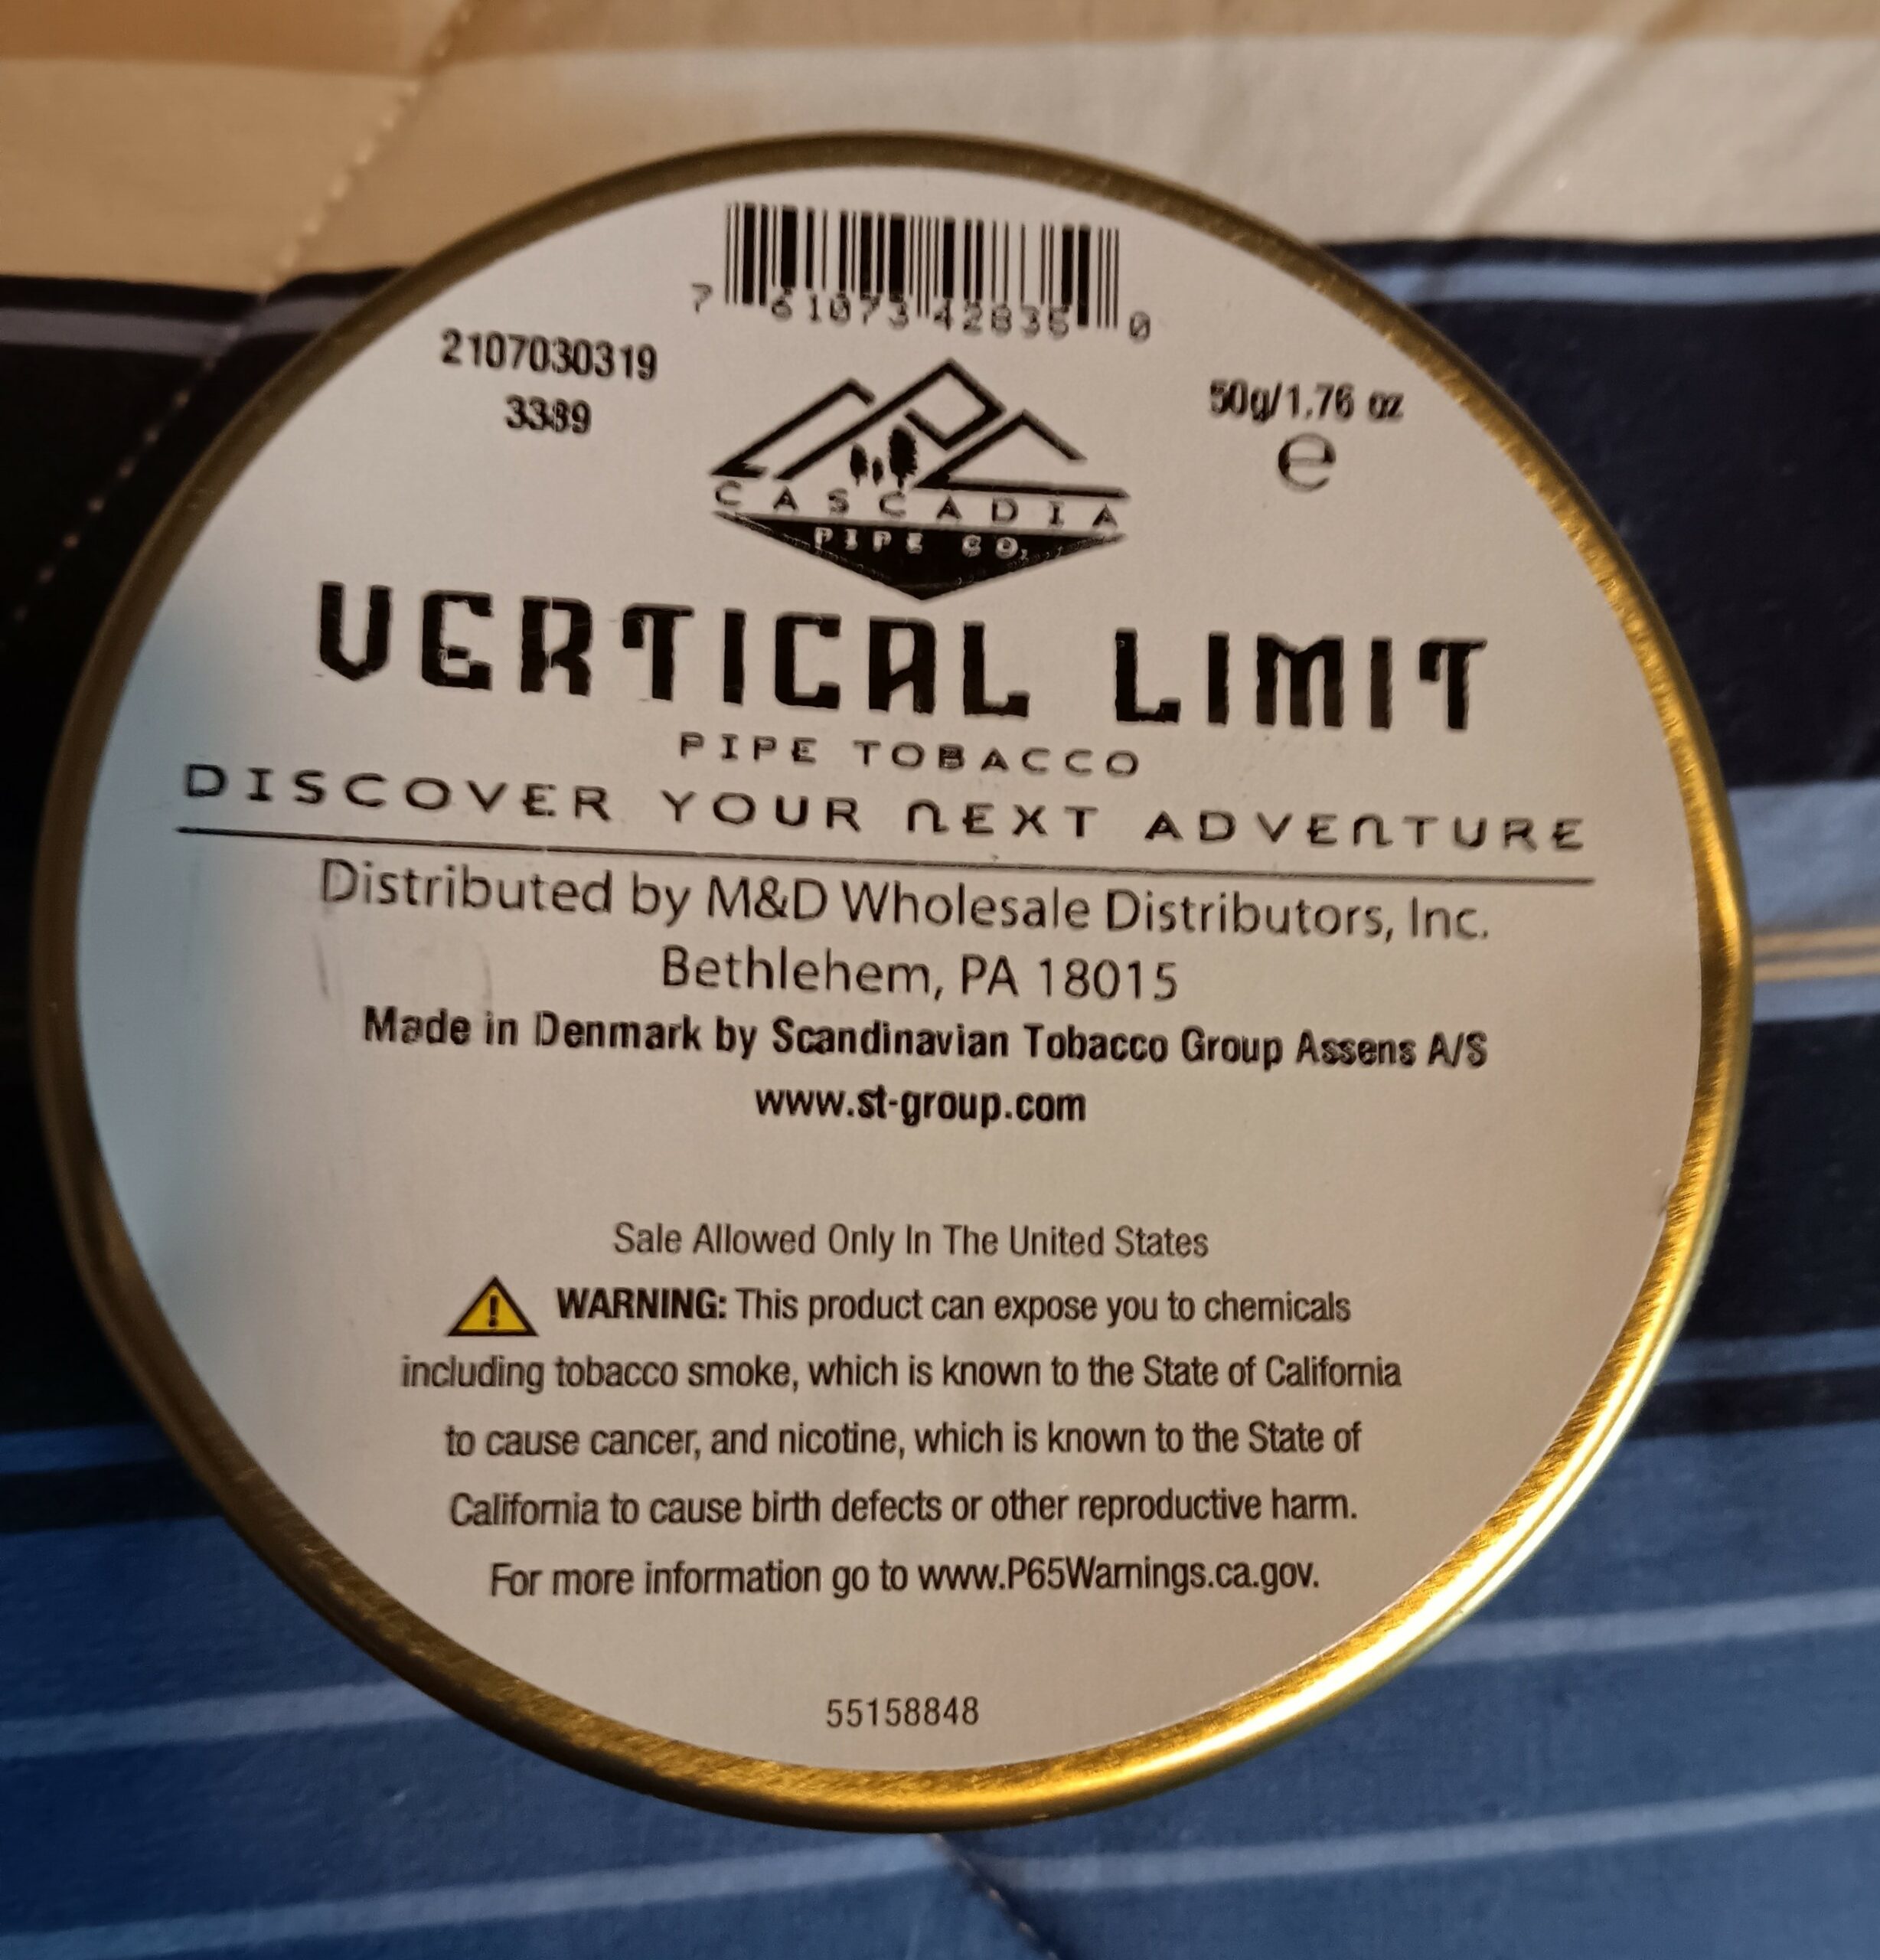 7 61073 42835 0
2107030319
3389
50g/1.76 oz
e
CASCADIA
PIPE CO.
VERTICAL LIMIT
PIPE TOBACCO
DISCOVER YOUR NEXT ADVENTURE
Distributed by M&D Wholesale Distributors, Inc.
Bethlehem, PA 18015
Made in Denmark by Scandinavian Tobacco Group Assens A/S
www.st-group.com
Sale Allowed Only In The United States
WARNING: This product can expose you to chemicals
including tobacco smoke, which is known to the State of California
to cause cancer, and nicotine, which is known to the State of
California to cause birth defects or other reproductive harm.
For more information go to www.P65Warnings.ca.gov.
55158848